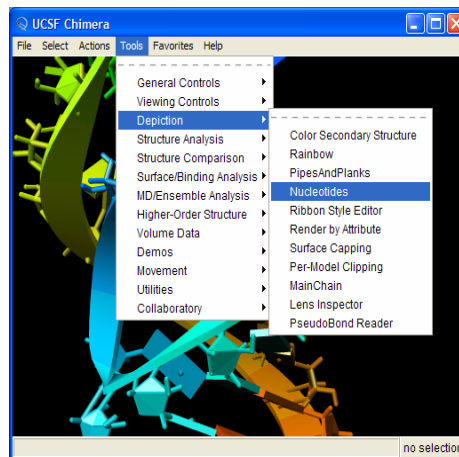 UCSF Chimera
File Select Actions Tools Favorites Help
General Controls
Viewing Controls
Depiction
Structure Analysis
Structure Comparison
Surface/Binding Analysis
MD/Ensemble Analysis
Higher-Order Structure
Volume Data
Demos
Movement
Utilities
Collaboratory
Color Secondary Structure
Rainbow
PipesAndPlanks
Nucleotides
Ribbon Style Editor
Render by Attribute
Surface Capping
Per-Model Clipping
MainChain
Lens Inspector
PseudoBond Reader
no selection